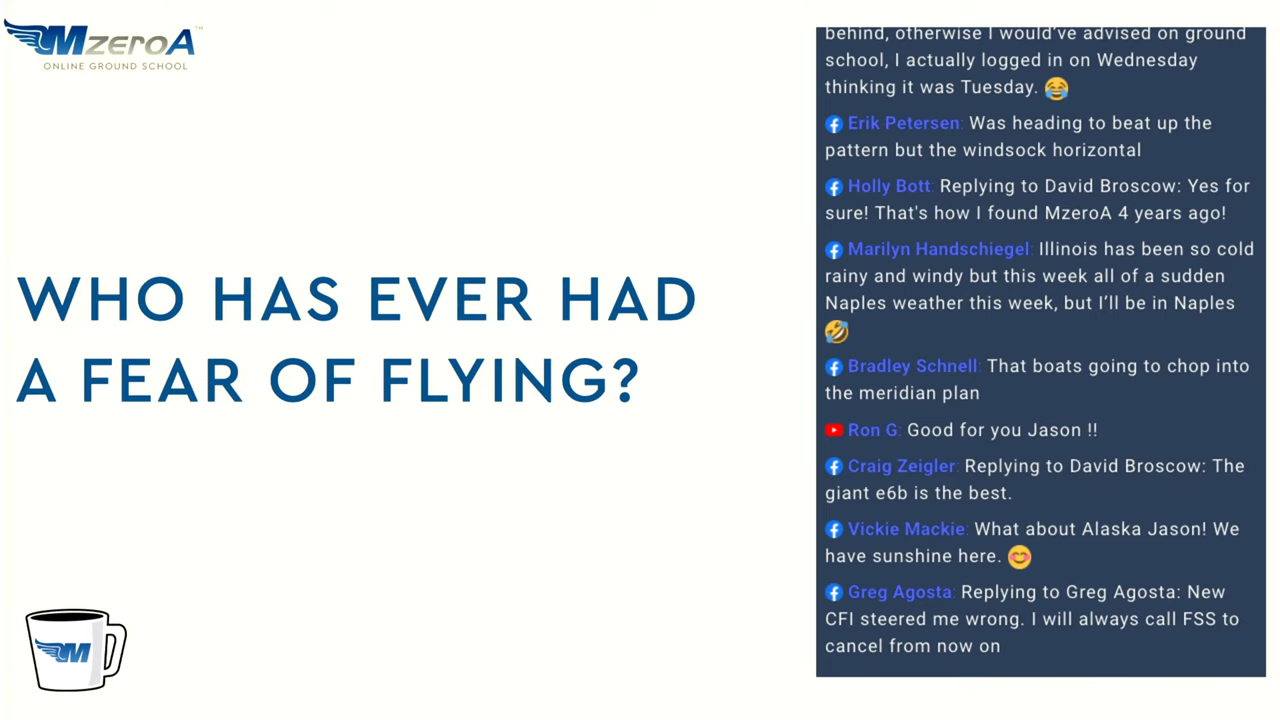 MZEROA™
ONLINE GROUND SCHOOL
WHO HAS EVER HAD
A FEAR OF FLYING?
M
behind, otherwise I would've advised on ground
school, I actually logged in on Wednesday
thinking it was Tuesday. 😂
Erik Petersen: Was heading to beat up the
pattern but the windsock horizontal
Holly Bott: Replying to David Broscow: Yes for
sure! That's how I found MzeroA 4 years ago!
Marilyn Handschiegel: Illinois has been so cold
rainy and windy but this week all of a sudden
Naples weather this week, but I’ll be in Naples
🤣
Bradley Schnell: That boats going to chop into
the meridian plan
Ron G: Good for you Jason !!
Craig Zeigler: Replying to David Broscow: The
giant e6b is the best.
Vickie Mackie: What about Alaska Jason! We
have sunshine here. 😊
Greg Agosta: Replying to Greg Agosta: New
CFI steered me wrong. I will always call FSS to
cancel from now on